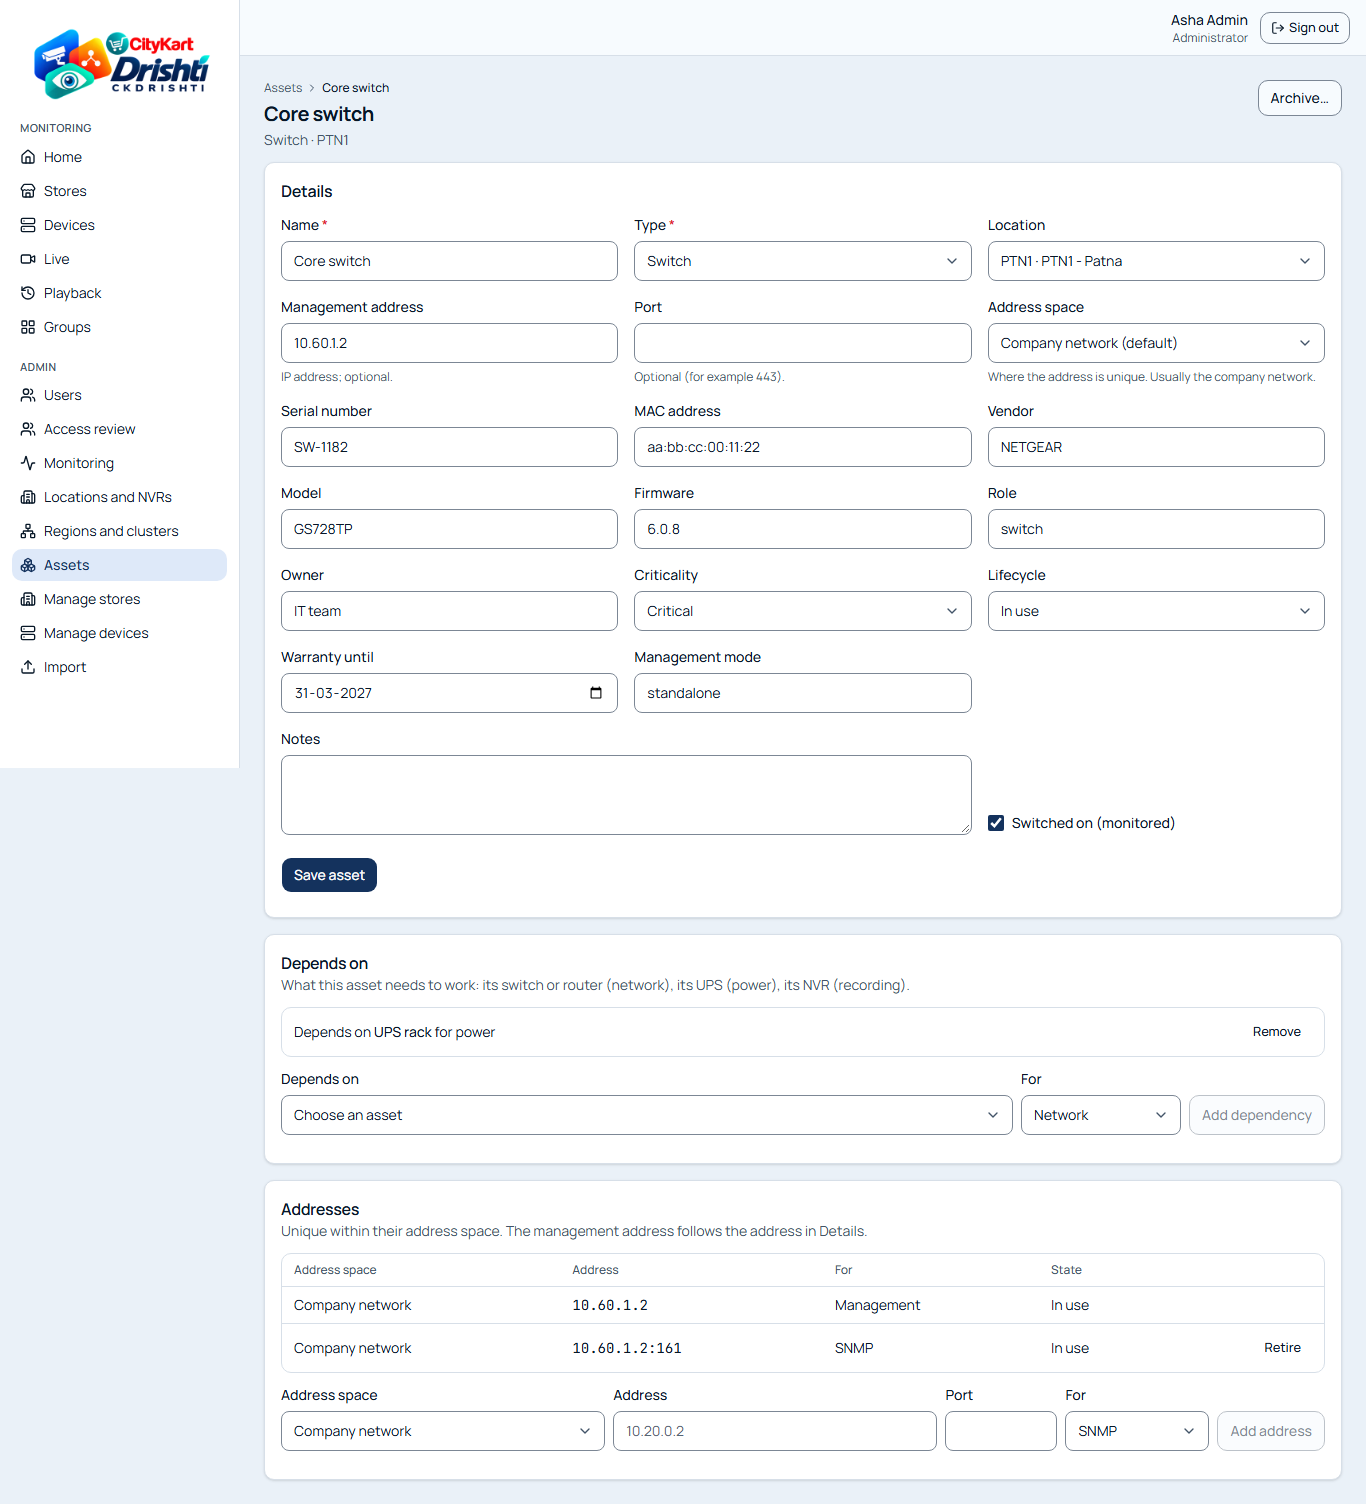 CityKart
Drishti
CKDRISHTI
Asha Admin
Administrator
Sign out
MONITORING
Home
Stores
Devices
Live
Playback
Groups
ADMIN
Users
Access review
Monitoring
Locations and NVRs
Regions and clusters
Assets
Manage stores
Manage devices
Import
Assets > Core switch
Core switch
Switch · PTN1
Archive...
Details
Name * Type * Location
Core switch Switch PTN1 · PTN1 - Patna
Management address Port Address space
10.60.1.2 Company network (default)
IP address; optional. Optional (for example 443). Where the address is unique. Usually the company network.
Serial number MAC address Vendor
SW-1182 aa:bb:cc:00:11:22 NETGEAR
Model Firmware Role
GS728TP 6.0.8 switch
Owner Criticality Lifecycle
IT team Critical In use
Warranty until Management mode
31-03-2027 standalone
Notes
Switched on (monitored)
Save asset
Depends on
What this asset needs to work: its switch or router (network), its UPS (power), its NVR (recording).
Depends on UPS rack for power Remove
Depends on For
Choose an asset Network Add dependency
Addresses
Unique within their address space. The management address follows the address in Details.
Address space Address For State
Company network 10.60.1.2 Management In use
Company network 10.60.1.2:161 SNMP In use Retire
Address space Address Port For
Company network 10.20.0.2 SNMP Add address